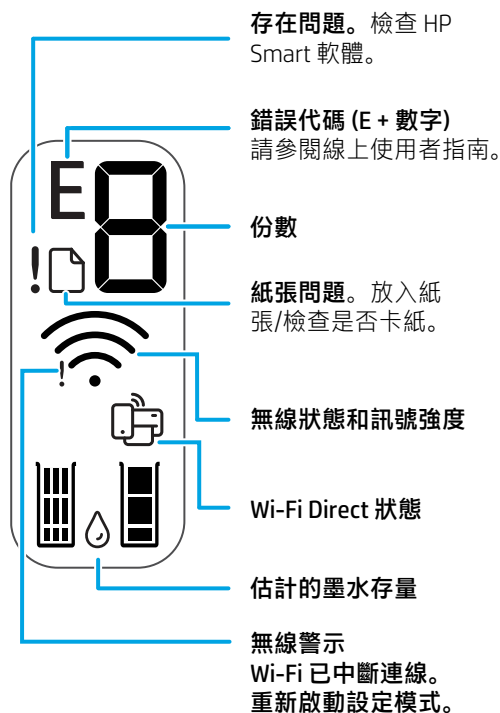 存在問題。檢查 HP
Smart 軟體。
錯誤代碼 (E + 數字)
請參閱線上使用者指南。
E8
份數
!
紙張問題。放入紙
張/檢查是否卡紙。
!
無線狀態和訊號強度
Wi-Fi Direct 狀態
估計的墨水存量
無線警示
Wi-Fi 已中斷連線。
重新啟動設定模式。